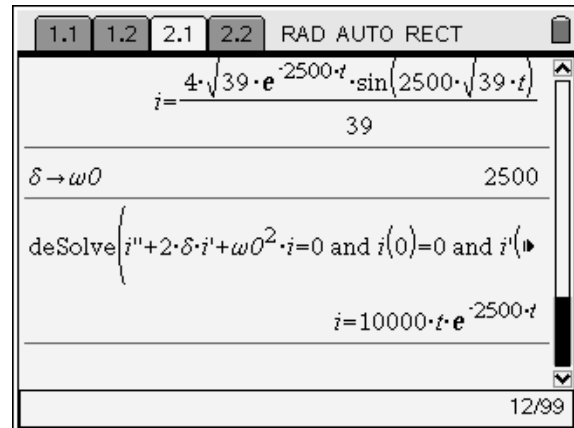 1.1 1.2 2.1 2.2 RAD AUTO RECT
i=4·√39·e^-2500·t·sin(2500·√39·t)/39
δ→ω0 2500
deSolve(i''+2·δ·i'+ω0^2·i=0 and i(0)=0 and i'(
i=10000·t·e^-2500·t
12/99